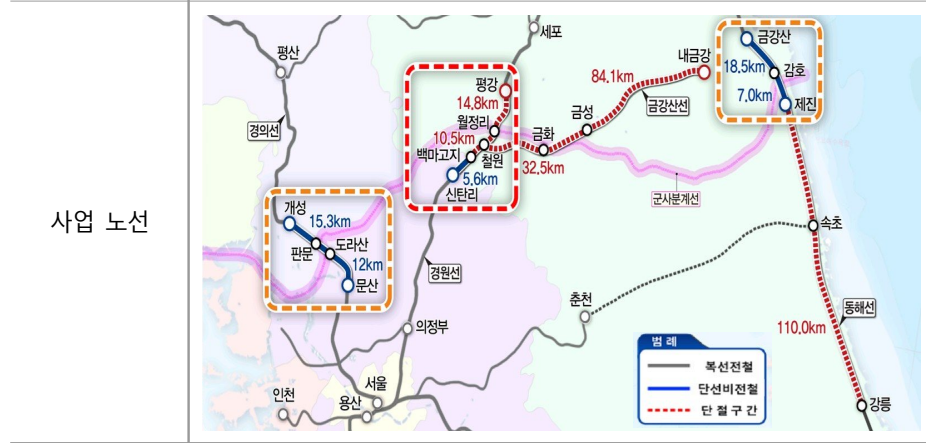 사업 노선
세포
평산
평강
14.8km
월정리
10.5km
백마고지
철원
5.6km
신탄리
내금강
84.1km
금강산선
금성
금화
32.5km
금강산
18.5km
감호
7.0km
제진
군사분계선
경의선
개성
15.3km
판문
도라산
12km
문산
경원선
의정부
춘천
속초
동해선
110.0km
강릉
인천
서울
용산
범 례
복선전철
단선비전철
단 절 구 간